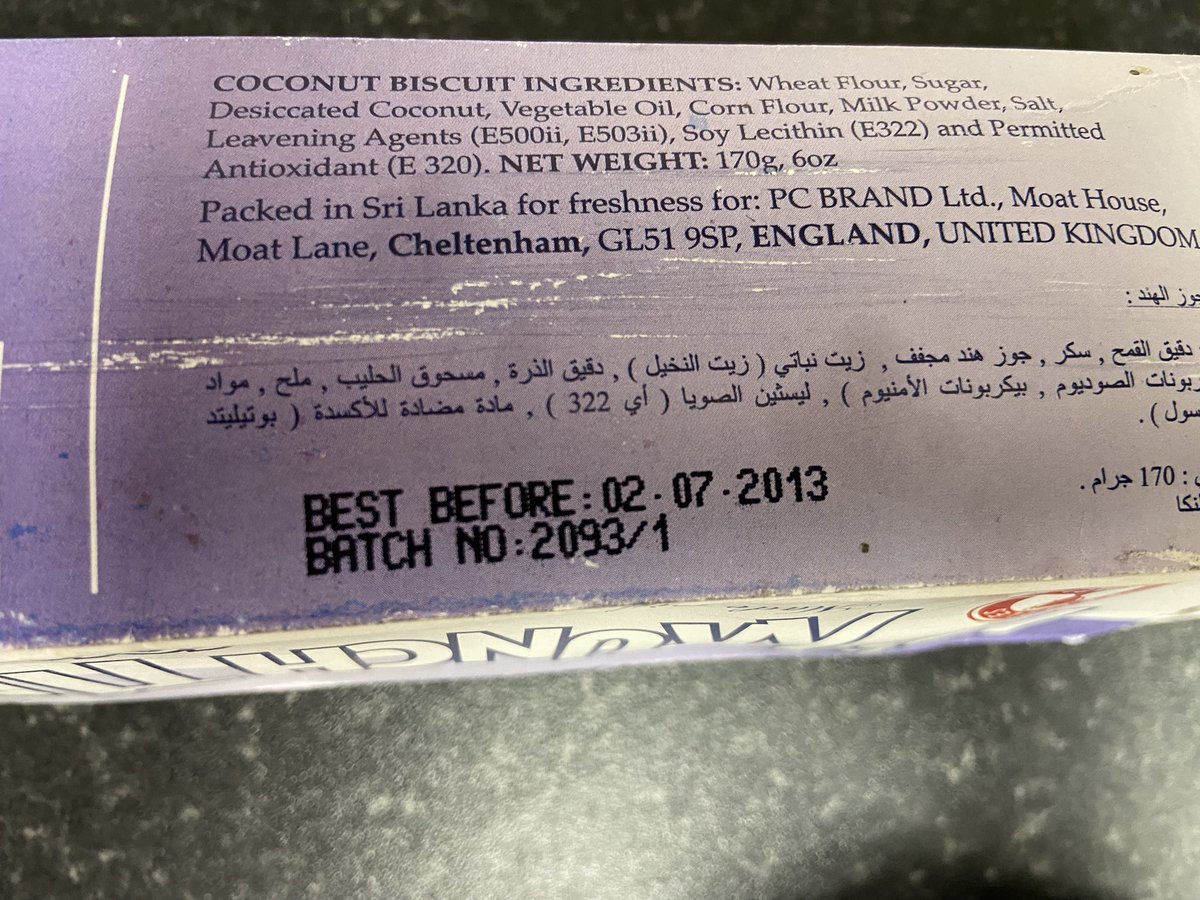 COCONUT BISCUIT INGREDIENTS: Wheat Flour, Sugar,
Desiccated Coconut, Vegetable Oil, Corn Flour, Milk Powder, Salt,
Leavening Agents (E500ii, E503ii), Soy Lecithin (E322) and Permitted
Antioxidant (E 320). NET WEIGHT: 170g, 6oz
Packed in Sri Lanka for freshness for: PC BRAND Ltd., Moat House,
Moat Lane, Cheltenham, GL51 9SP, ENGLAND, UNITED KINGDOM
جوز الهند :
دقيق القمح , سكر , جوز هند مجفف , زيت نباتي ( زيت النخيل ) , دقيق الذرة , مسحوق الحليب , ملح , مواد
الصوديوم , بيكربونات الأمنيوم ) , ليسثين الصويا ( أي 322 ) , مادة مضادة للأكسدة ( بوتيليتد
: 170 جرام .
BEST BEFORE:02.07.2013
BATCH NO:2093/1